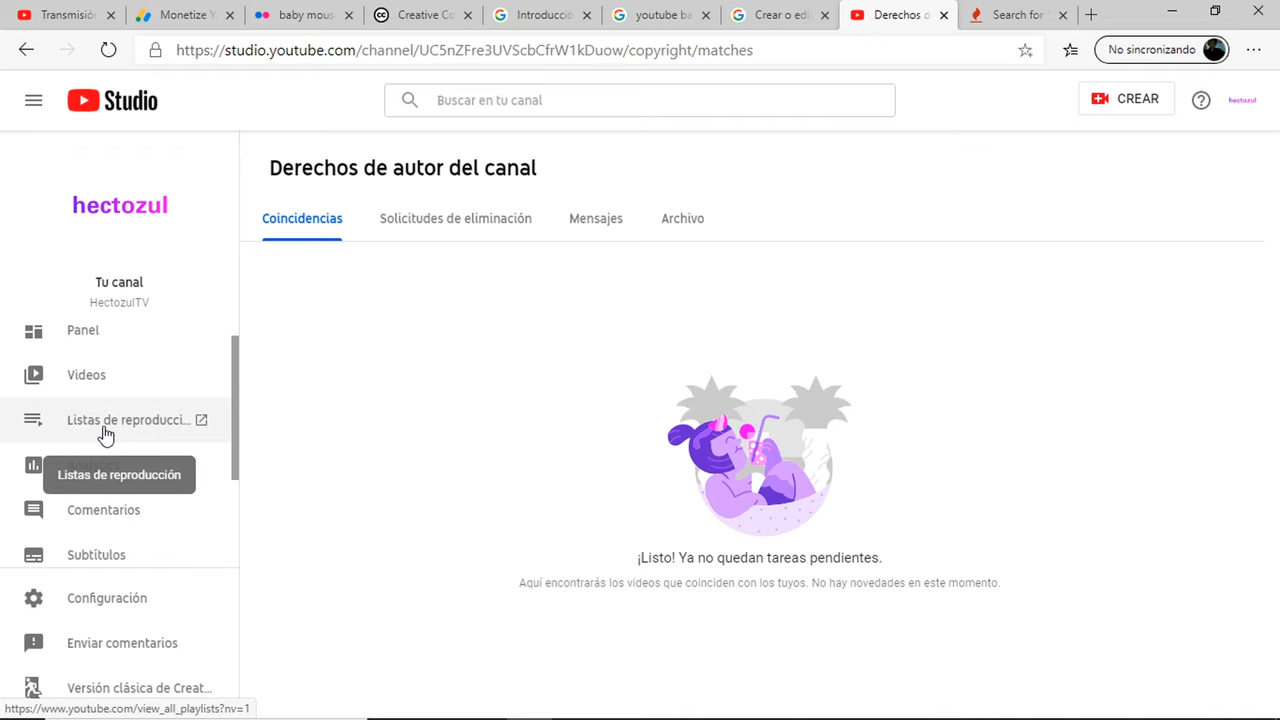 Transmisión
Monetize Y
baby mous
Creative Co
Introducció
youtube ba
Crear o edi
Derechos d
Search for
https://studio.youtube.com/channel/UC5nZFre3UVScbCfrW1kDuow/copyright/matches
No sincronizando
Studio
Buscar en tu canal
CREAR
hectozul
hectozul
Tu canal
HectozulTV
Panel
Videos
Listas de reproducci...
Listas de reproducción
Comentarios
Subtítulos
Configuración
Enviar comentarios
Versión clásica de Creat...
Derechos de autor del canal
Coincidencias
Solicitudes de eliminación
Mensajes
Archivo
¡Listo! Ya no quedan tareas pendientes.
Aquí encontrarás los videos que coinciden con los tuyos. No hay novedades en este momento.
https://www.youtube.com/view_all_playlists?nv=1